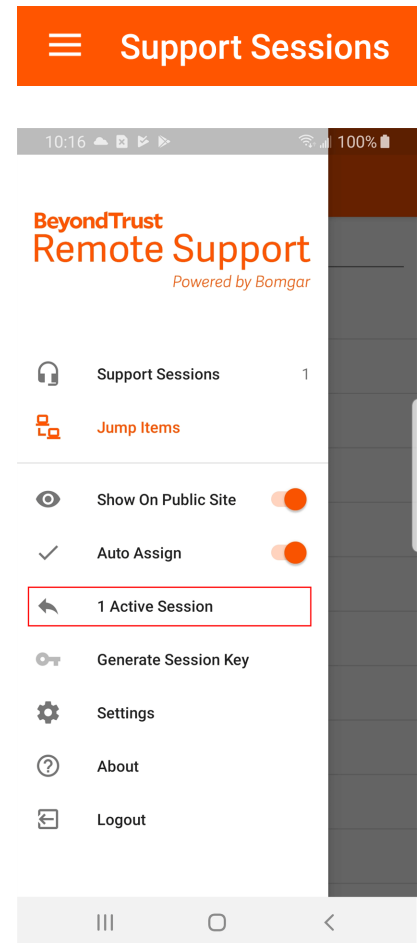 Support Sessions
10:16
100%
BeyondTrust
Remote Support
Powered by Bomgar
Support Sessions 1
Jump Items
Show On Public Site
Auto Assign
1 Active Session
Generate Session Key
Settings
About
Logout